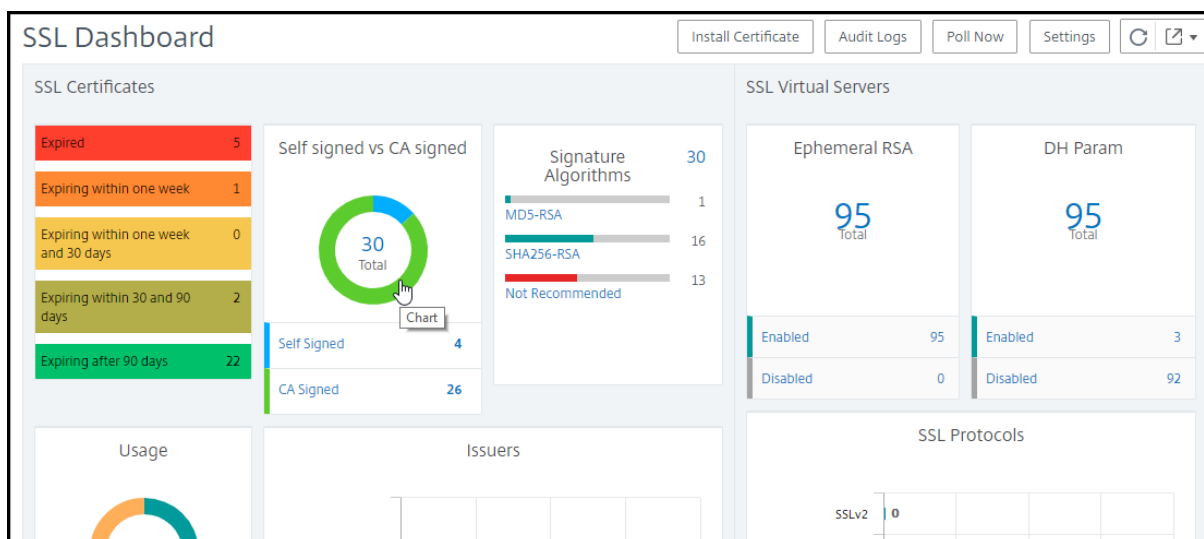 SSL Dashboard
Install Certificate
Audit Logs
Poll Now
Settings
SSL Certificates
Expired 5
Expiring within one week 1
Expiring within one week 0
and 30 days
Expiring within 30 and 90 2
days
Expiring after 90 days 22
Self signed vs CA signed
30
Total
Chart
Self Signed 4
CA Signed 26
Signature 30
Algorithms
1
MD5-RSA
16
SHA256-RSA
13
Not Recommended
Usage
Issuers
SSL Virtual Servers
Ephemeral RSA
95
Total
Enabled 95
Disabled 0
DH Param
95
Total
Enabled 3
Disabled 92
SSL Protocols
SSLv2 0